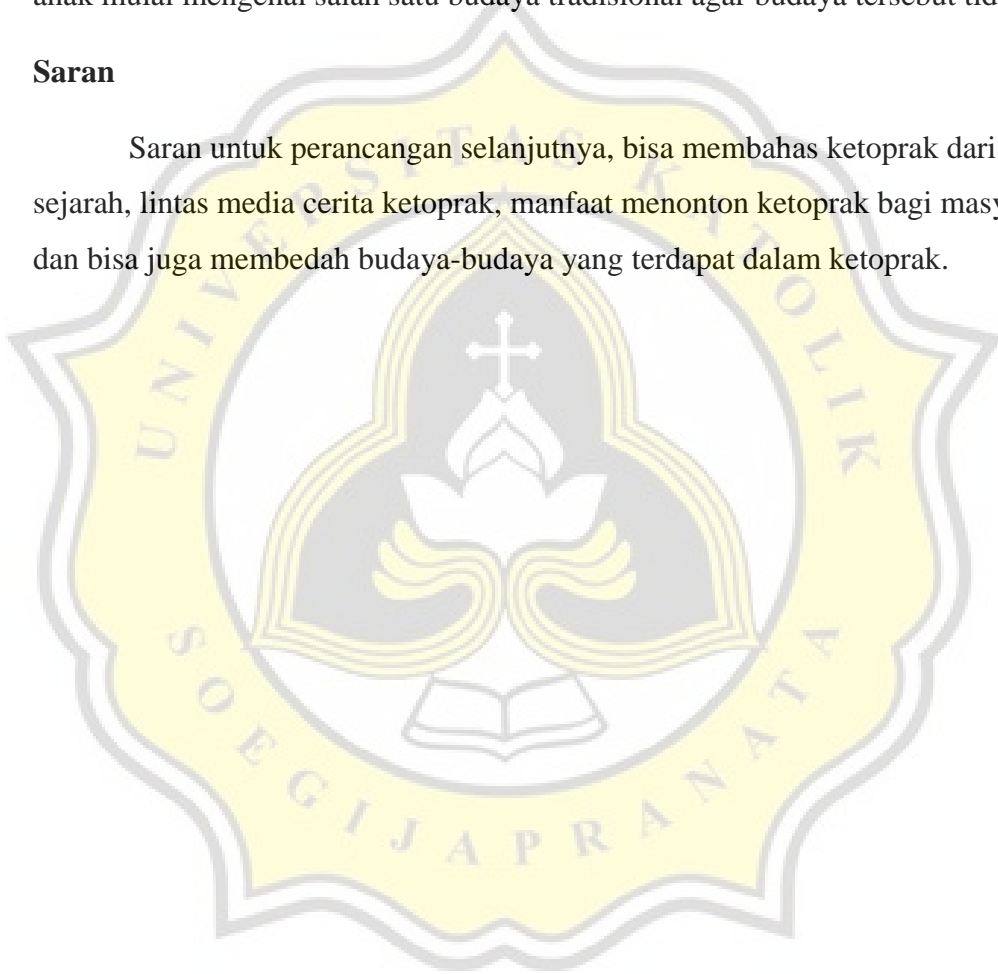 anak mulai mengenal salah satu budaya tradisional agar budaya tersebut
Saran
Saran untuk perancangan selanjutnya, bisa membahas ketoprak dari
sejarah, lintas media cerita ketoprak, manfaat menonton ketoprak bagi
dan bisa juga membedah budaya-budaya yang terdapat dalam ketoprak.
UNIVERSITAS KATOLIK
SOEGIJAPRANATA